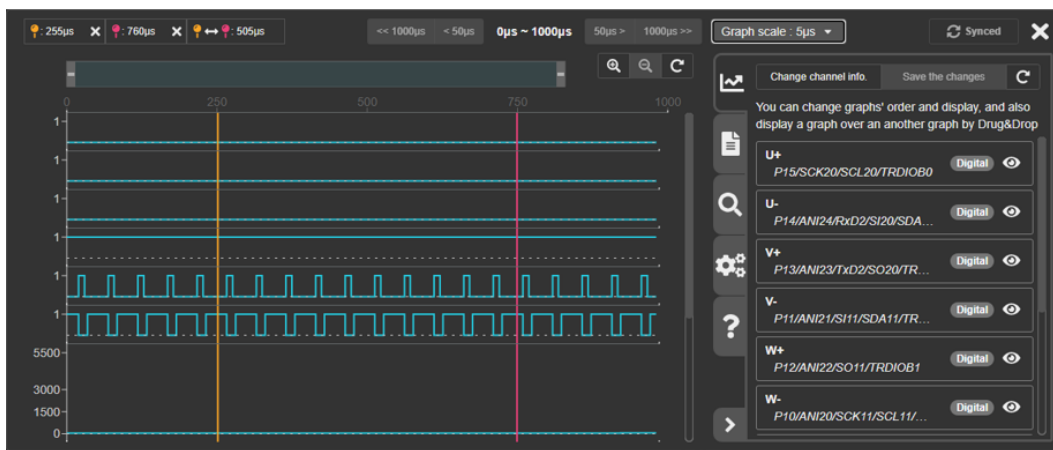 : 255µs : 760µs : 505µs << 1000µs < 50µs 0µs ~ 1000µs 50µs > 1000µs >> Graph scale : 5µs Synced
Change channel info. Save the changes
You can change graphs' order and display, and also
display a graph over an another graph by Drug&Drop
0 250 500 750 1000
1
1
1
1
1
1
5500
3000
1500
0
U+
P15/SCK20/SCL20/TRDIOB0
Digital
U-
P14/ANI24/RxD2/SI20/SDA...
Digital
V+
P13/ANI23/TxD2/SO20/TR...
Digital
V-
P11/ANI21/SI11/SDA11/TR...
Digital
W+
P12/ANI22/SO11/TRDIOB1
Digital
W-
P10/ANI20/SCK11/SCL11/...
Digital